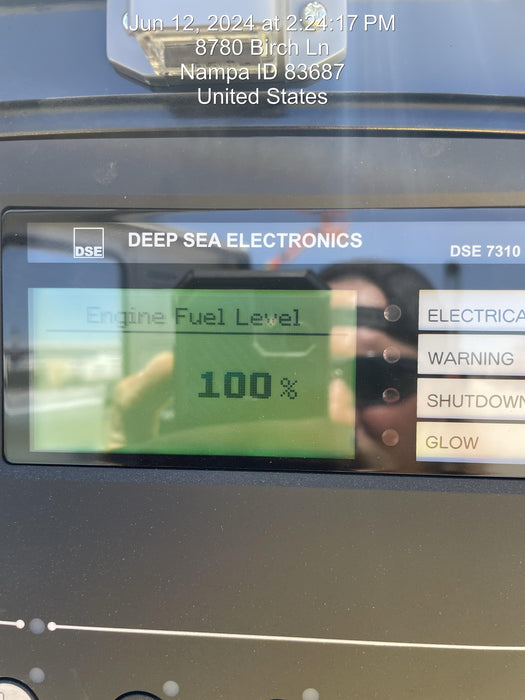 Jun 12, 2024 at 2:24:17 PM
8780 Birch Ln
Nampa ID 83687
United States
DSE
DEEP SEA ELECTRONICS
DSE 7310
Engine Fuel Level
100%
ELECTRICA
WARNING
SHUTDOWN
GLOW